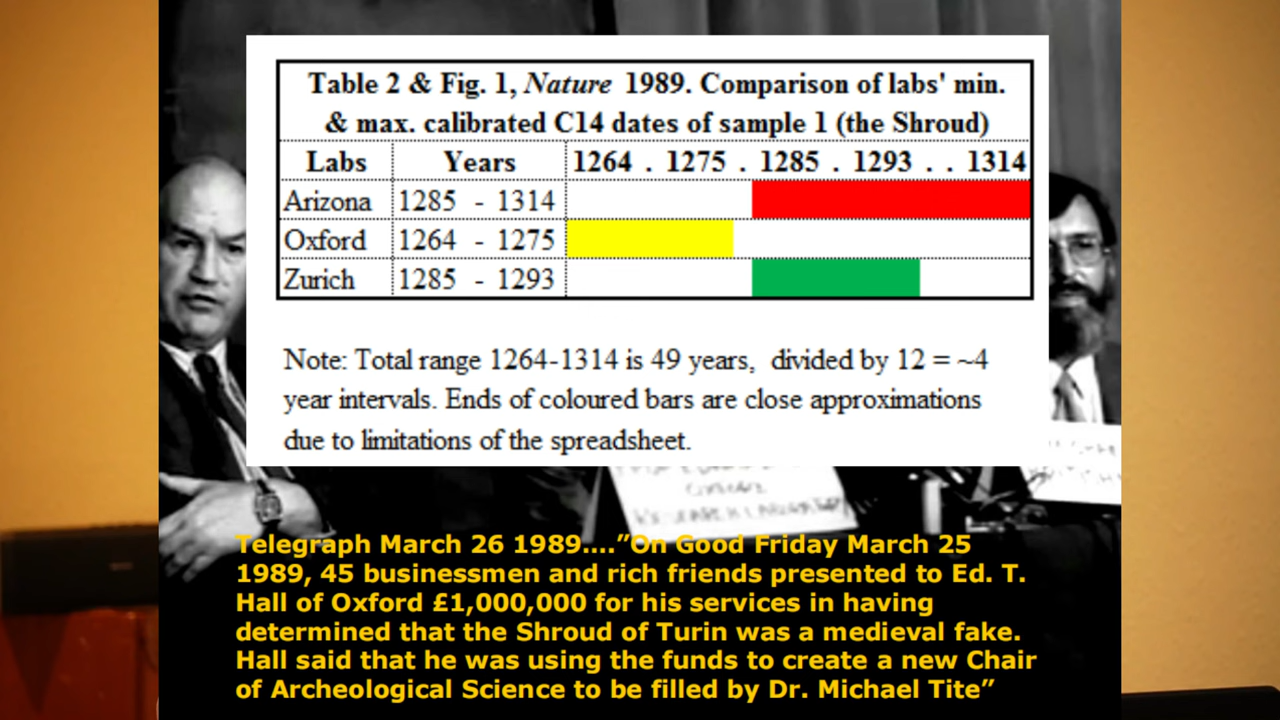 Table 2 & Fig. 1, Nature 1989. Comparison of labs' min.
& max. calibrated C14 dates of sample 1 (the Shroud)
Labs Years 1264 . 1275 . 1285 . 1293 . . 1314
Arizona 1285 - 1314
Oxford 1264 - 1275
Zurich 1285 - 1293
Note: Total range 1264-1314 is 49 years, divided by 12 = ~4
year intervals. Ends of coloured bars are close approximations
due to limitations of the spreadsheet.
Telegraph March 26 1989....”On Good Friday March 25
1989, 45 businessmen and rich friends presented to Ed. T.
Hall of Oxford £1,000,000 for his services in having
determined that the Shroud of Turin was a medieval fake.
Hall said that he was using the funds to create a new Chair
of Archeological Science to be filled by Dr. Michael Tite”